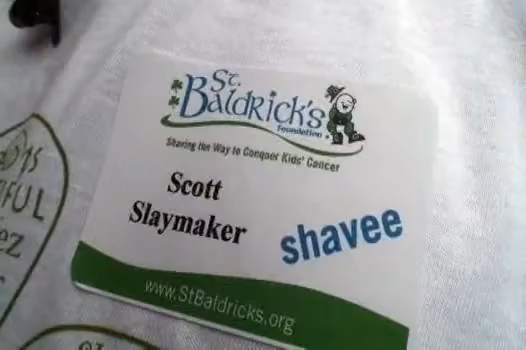 St.
Baldrick's
foundation
Shaving the Way to Conquer Kids' Cancer
Scott
Slaymaker
shavee
www.StBaldricks.org